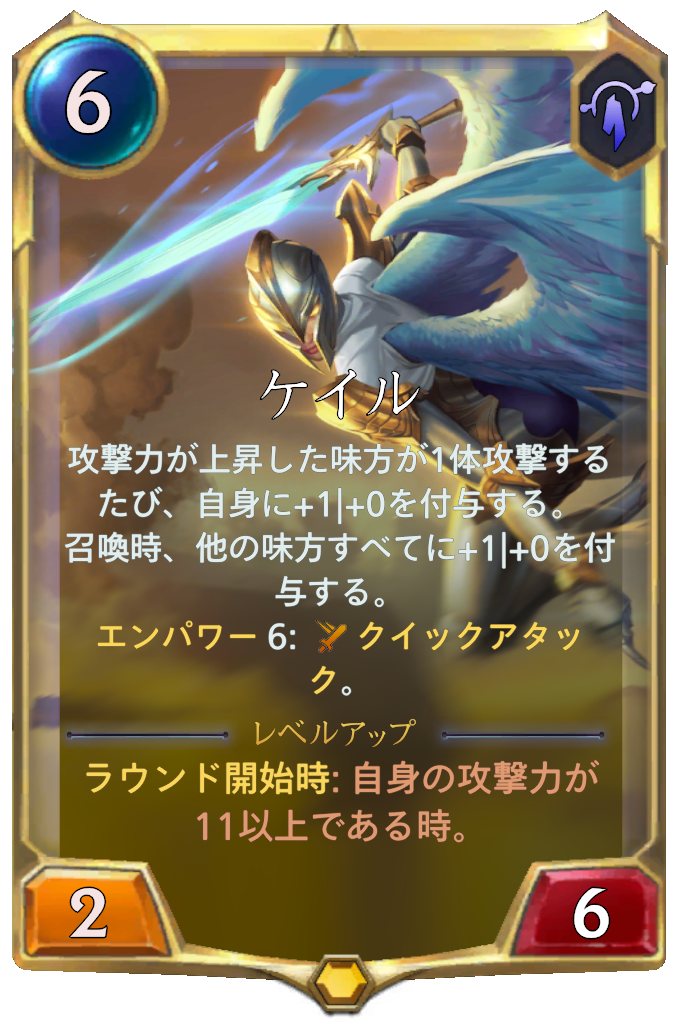 6
ケイル
攻撃力が上昇した味方が1体攻撃する
たび、自身に+1|+0を付与する。
召喚時、他の味方すべてに+1|+0を付
与する。
エンパワー 6: クイックアタッ
ク。
レベルアップ
ラウンド開始時: 自身の攻撃力が
11以上である時。
2
6